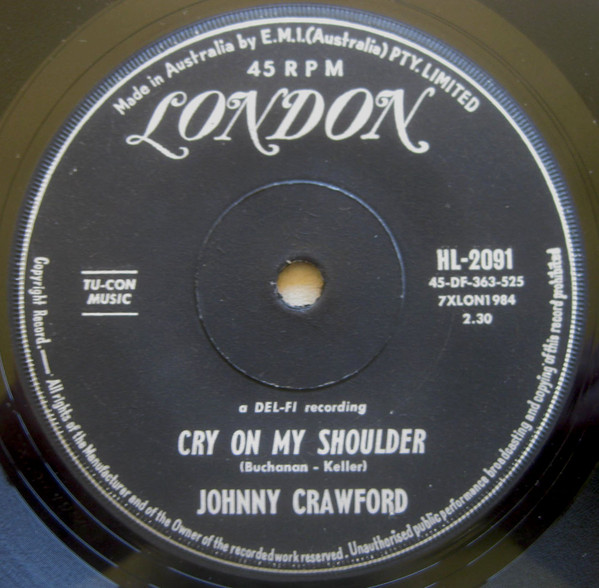 Made in Australia by E.M.I.(Australia) PTY. LIMITED
45 RPM
LONDON
TU-CON
MUSIC
HL-2091
45-DF-363-525
7XLON1984
2.30
a DEL-FI recording
CRY ON MY SHOULDER
(Buchanan - Keller)
JOHNNY CRAWFORD
Copyright Record. — All rights of the Manufacturer and of the Owner of the recorded work reserved. Unauthorised public performance broadcasting and copying of this record prohibited